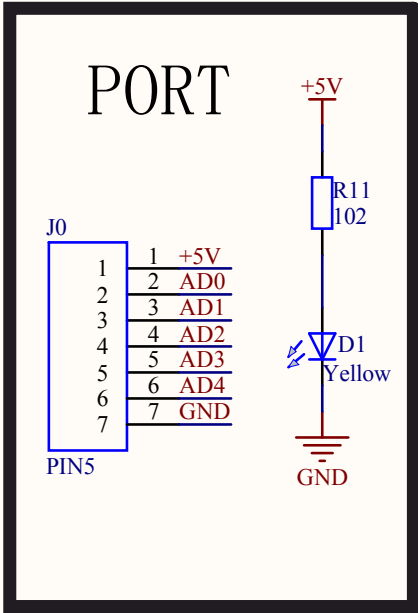 PORT
+5V
R11
102
J0
1 1 +5V
2 2 AD0
3 3 AD1
4 4 AD2
5 5 AD3
6 6 AD4
7 7 GND
PIN5
D1
Yellow
GND